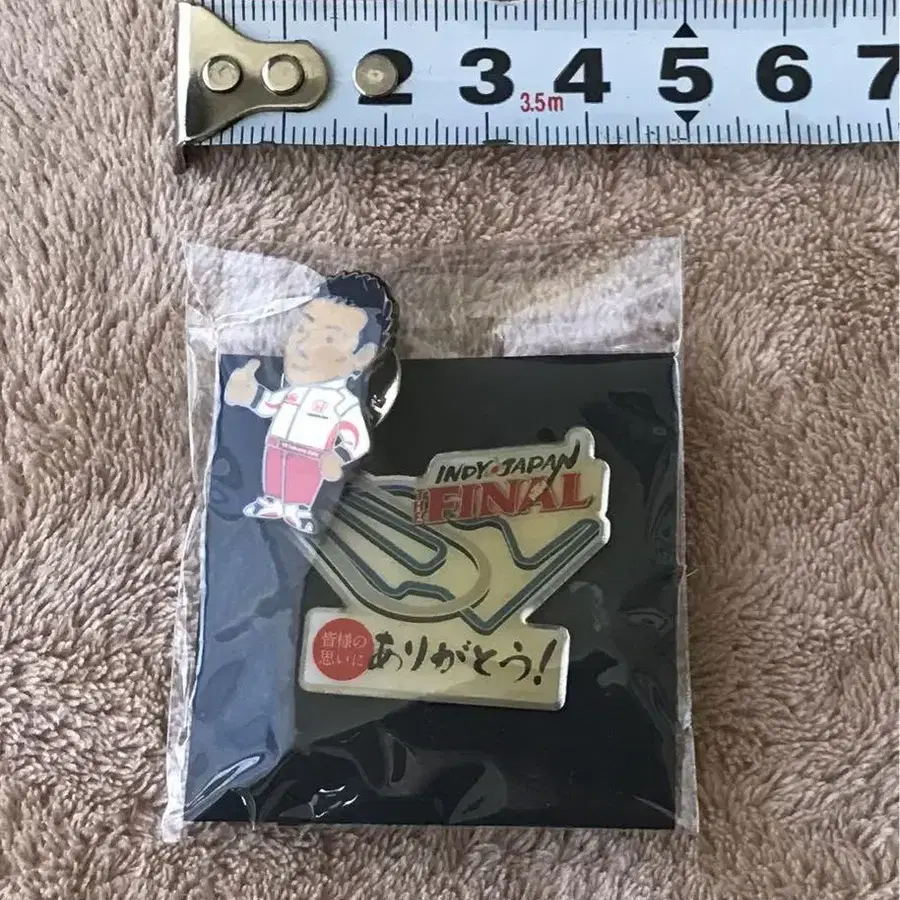 2 3 4 5 6 7
3.5m
INDY JAPAN
THE FINAL
皆様の
思いに
ありがとう!